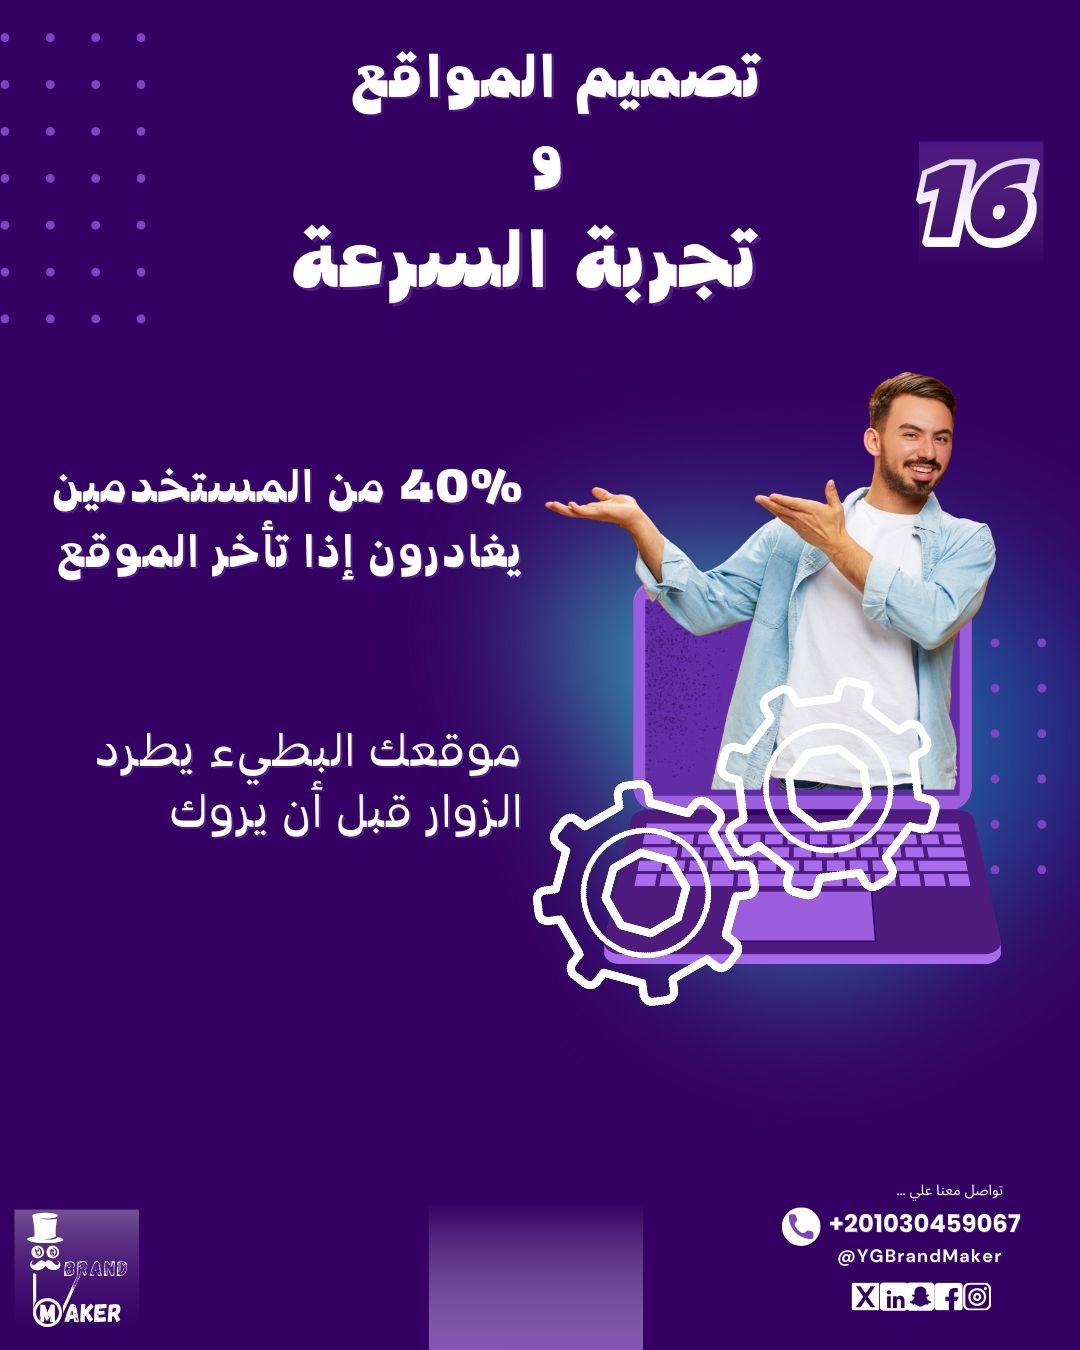 تصميم المواقع
و
تجربة السرعة
16
40% من المستخدمين
يغادرون إذا تأخر الموقع
موقعك البطيء يطرد
الزوار قبل أن يروك
تواصل معنا علي ...
+201030459067
@YGBrandMaker
BRAND
MAKER